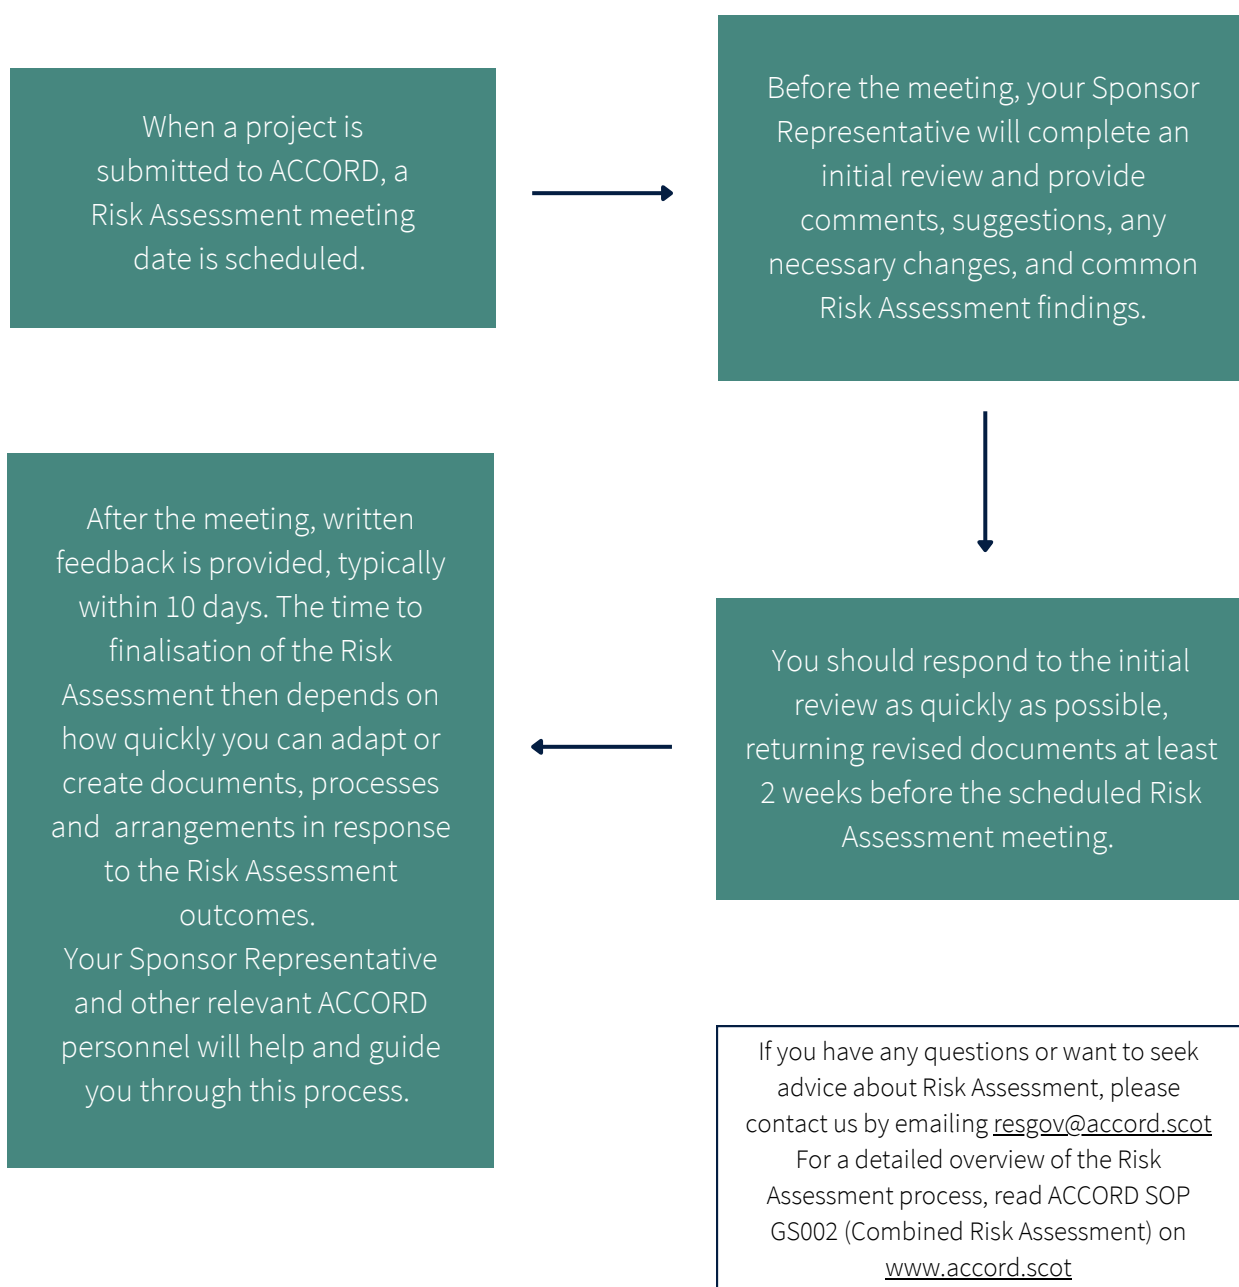 When a project is
submitted to ACCORD, a
Risk Assessment meeting
date is scheduled.
Before the meeting, your Sponsor
Representative will complete an
initial review and provide
comments, suggestions, any
necessary changes, and common
Risk Assessment findings.
You should respond to the initial
review as quickly as possible,
returning revised documents at least
2 weeks before the scheduled Risk
Assessment meeting.
After the meeting, written
feedback is provided, typically
within 10 days. The time to
finalisation of the Risk
Assessment then depends on
how quickly you can adapt or
create documents, processes
and  arrangements in response
to the Risk Assessment
outcomes.
Your Sponsor Representative
and other relevant ACCORD
personnel will help and guide
you through this process.
If you have any questions or want to seek
advice about Risk Assessment, please
contact us by emailing resgov@accord.scot
For a detailed overview of the Risk
Assessment process, read ACCORD SOP
GS002 (Combined Risk Assessment) on
www.accord.scot